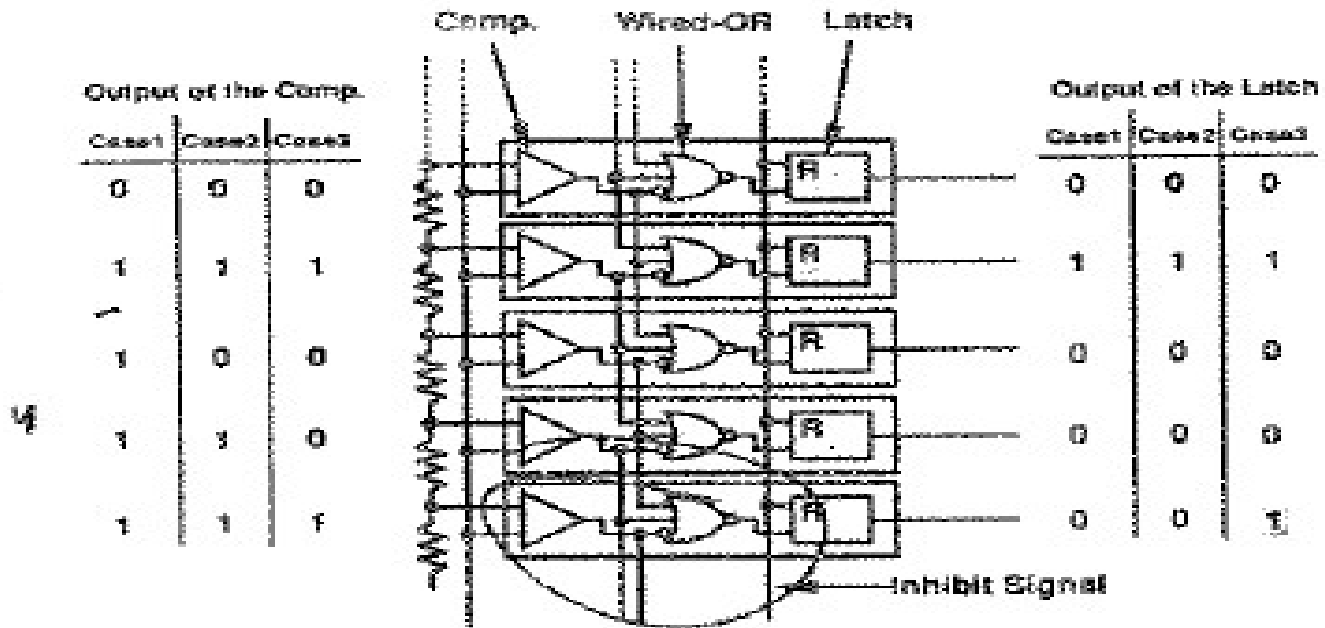 Comp. Wired-OR Latch
Output of the Comp.
Case1 Case2 Case3
0 0 0
1 1 1
1 0 0
1 1 0
1 1 1
R
R
R
R
R
Output of the Latch
Case1 Case2 Case3
0 0 0
1 1 1
0 0 0
0 0 0
0 0 1
Inhibit Signal